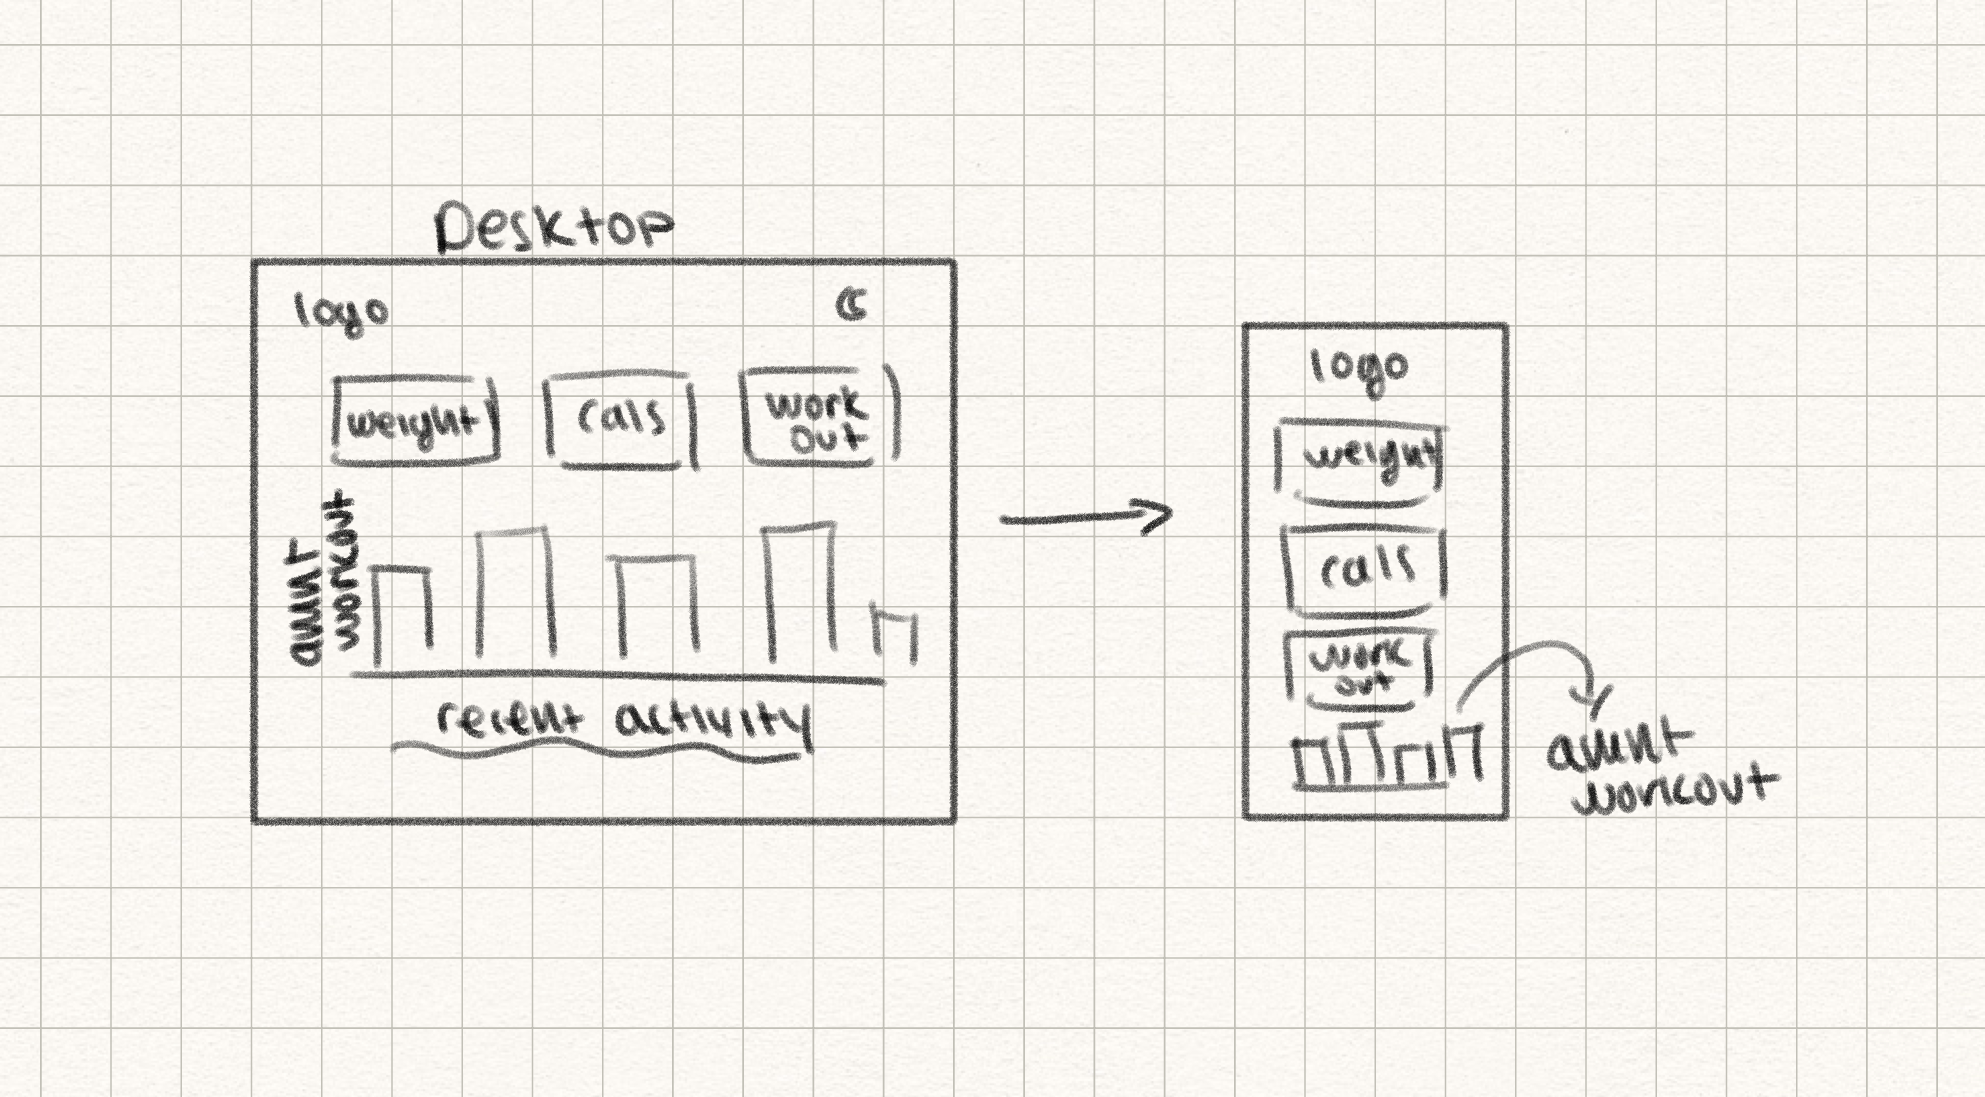 Desktop
logo
weight
cals
work
out
amnt
workout
recent activity
logo
weight
cals
work
out
amnt
workout